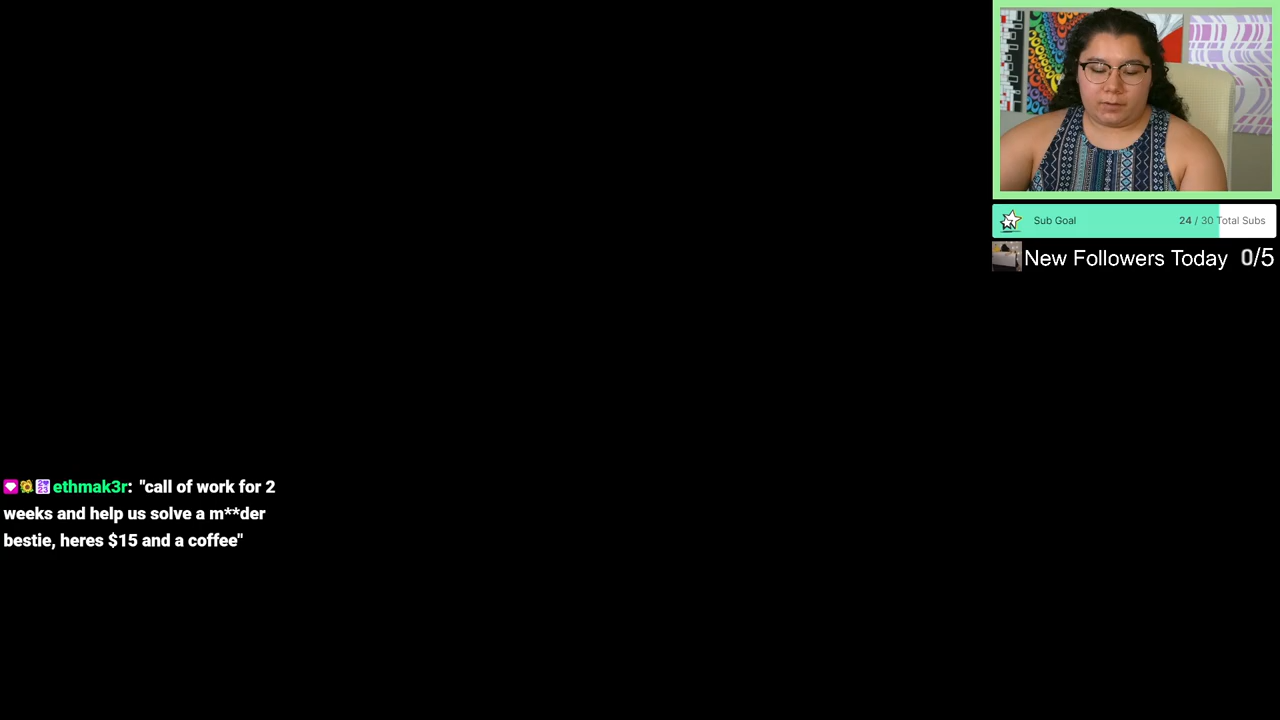 Sub Goal 24 / 30 Total Subs
New Followers Today 0/5
ethmak3r: "call of work for 2
weeks and help us solve a m**der
bestie, heres $15 and a coffee"